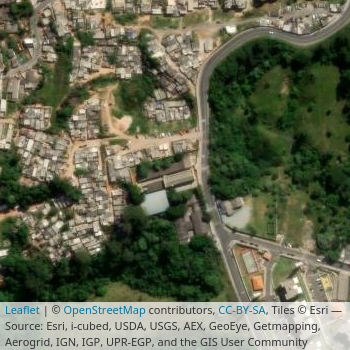 Leaflet | © OpenStreetMap contributors, CC-BY-SA, Tiles © Esri —
Source: Esri, i-cubed, USDA, USGS, AEX, GeoEye, Getmapping,
Aerogrid, IGN, IGP, UPR-EGP, and the GIS User Community